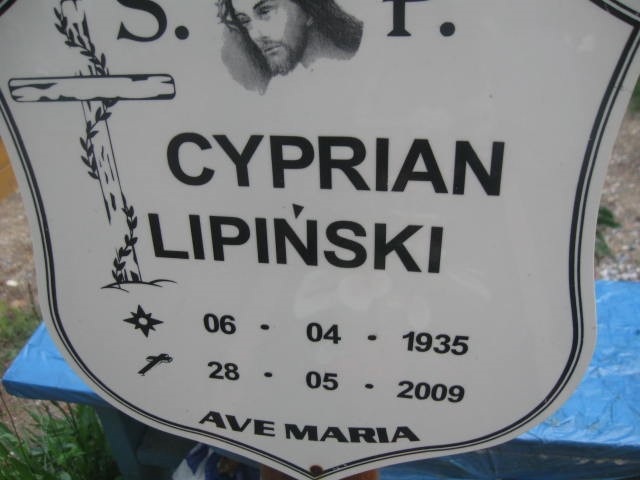 S. P.
CYPRIAN
LIPIŃSKI
06 · 04 · 1935
28 · 05 · 2009
AVE MARIA